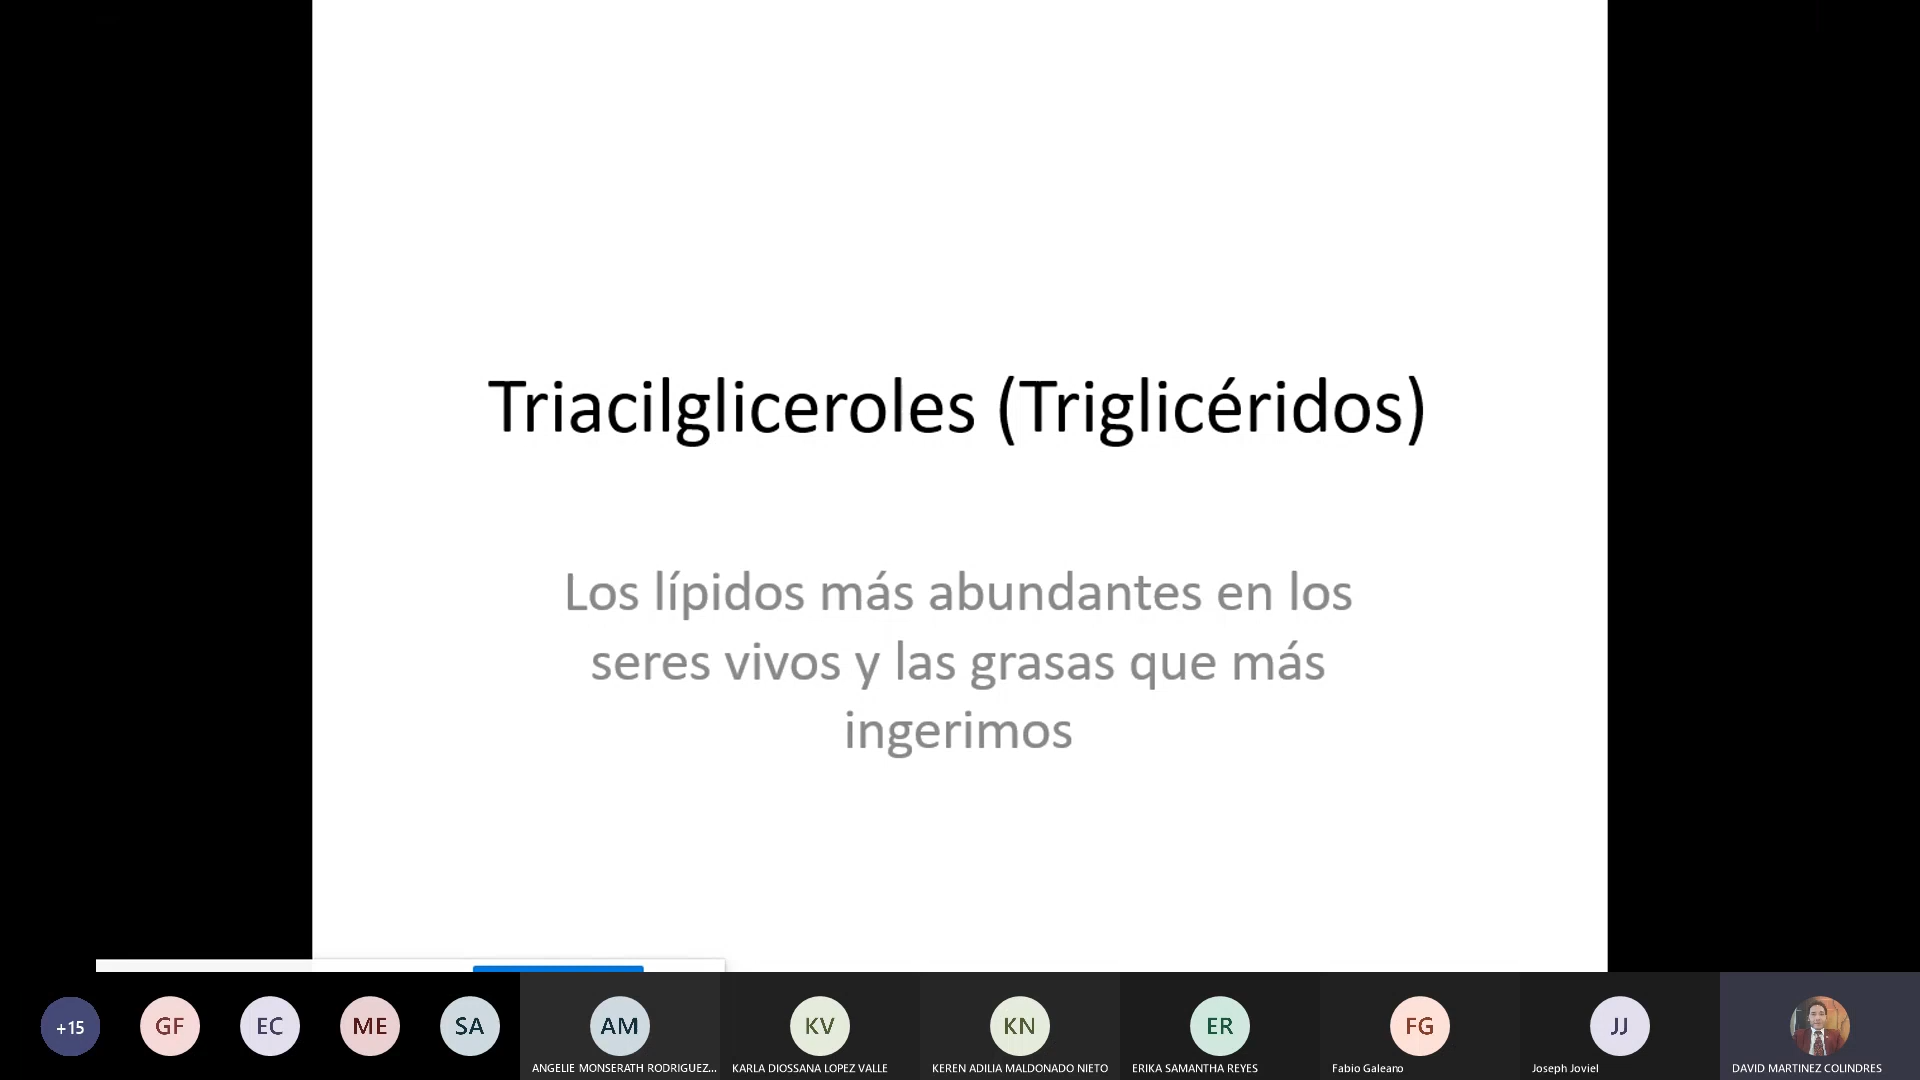 Triacilgliceroles (Triglicéridos)
Los lípidos más abundantes en los
seres vivos y las grasas que más
ingerimos
+15
GF
EC
ME
SA
AM
KV
KN
ER
FG
JJ
ANGELIE MONSERATH RODRIGUEZ...
KARLA DIOSSANA LOPEZ VALLE
KEREN ADILIA MALDONADO NIETO
ERIKA SAMANTHA REYES
Fabio Galeano
Joseph Joviel
DAVID MARTINEZ COLINDRES